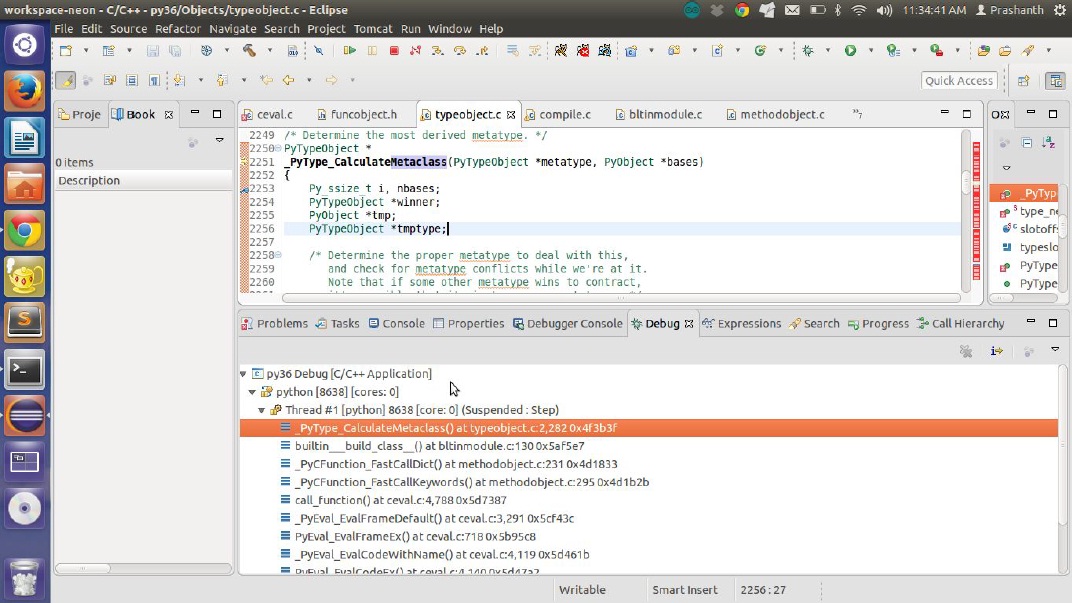 workspace-neon - C/C++ - py36/Objects/typeobject.c - Eclipse
11:34:41 AM
Prashanth
File Edit Source Refactor Navigate Search Project Tomcat Run Window Help
Quick Access
Proje
Book
0 items
Description
ceval.c
funcobject.h
typeobject.c
compile.c
bltinmodule.c
methodobject.c
»7
2249 /* Determine the most derived metatype. */
2250 PyTypeObject *
2251 _PyType_CalculateMetaclass(PyTypeObject *metatype, PyObject *bases)
2252 {
2253 Py_ssize_t i, nbases;
2254 PyTypeObject *winner;
2255 PyObject *tmp;
2256 PyTypeObject *tmptype;
2257
2258 /* Determine the proper metatype to deal with this,
2259 and check for metatype conflicts while we're at it.
2260 Note that if some other metatype wins to contract,
_PyTyp
type_ne
slotoff
typeslo
PyType
PyType
Problems
Tasks
Console
Properties
Debugger Console
Debug
Expressions
Search
Progress
Call Hierarchy
py36 Debug [C/C++ Application]
python [8638] [cores: 0]
Thread #1 [python] 8638 [core: 0] (Suspended : Step)
_PyType_CalculateMetaclass() at typeobject.c:2,282 0x4f3b3f
builtin___build_class__() at bltinmodule.c:130 0x5af5e7
_PyCFunction_FastCallDict() at methodobject.c:231 0x4d1833
_PyCFunction_FastCallKeywords() at methodobject.c:295 0x4d1b2b
call_function() at ceval.c:4,788 0x5d7387
_PyEval_EvalFrameDefault() at ceval.c:3,291 0x5cf43c
PyEval_EvalFrameEx() at ceval.c:718 0x5b95c8
_PyEval_EvalCodeWithName() at ceval.c:4,119 0x5d461b
PyEval_EvalCodeEx() at ceval.c:4,140 0x5d47a2
Writable
Smart Insert
2256 : 27